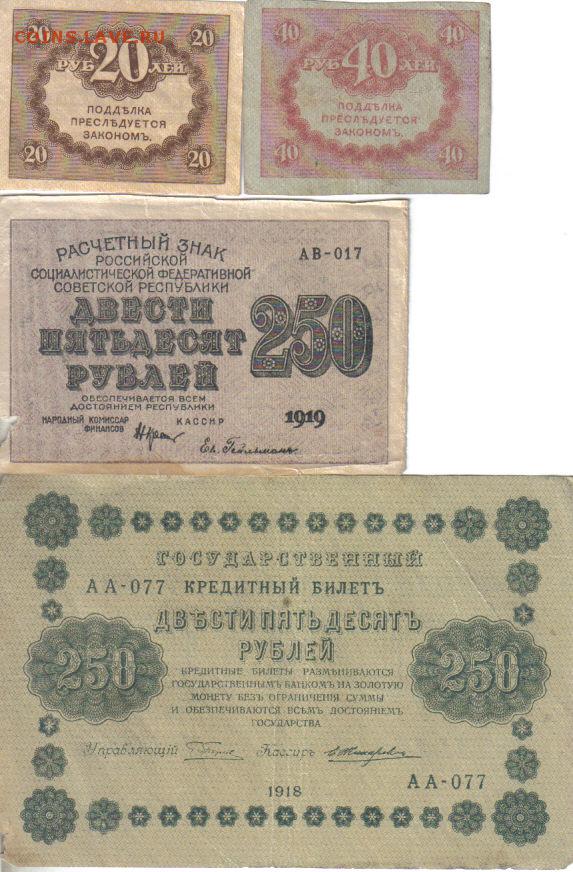 COINS.LAVE.RU
20 20
РУБ 20 ЛЕЙ
ПОДДѢЛКА
ПРЕСЛѢДУЕТСЯ
ЗАКОНОМЪ.
20 20
40 40
РУБ 40 ЛЕЙ
ПОДДѢЛКА
ПРЕСЛѢДУЕТСЯ
ЗАКОНОМЪ.
40 40
РАСЧЕТНЫЙ ЗНАК
РОССИЙСКОЙ
СОЦИАЛИСТИЧЕСКОЙ ФЕДЕРАТИВНОЙ
СОВЕТСКОЙ РЕСПУБЛИКИ
АВ-017
ДВЕСТИ
ПЯТЬДЕСЯТ
РУБЛЕЙ
250
ОБЕСПЕЧИВАЕТСЯ ВСЕМ
ДОСТОЯНИЕМ РЕСПУБЛИКИ
НАРОДНЫЙ КОМИССАР
ФИНАНСОВ
КАССИР
1919
Ев. Гейльманъ
ГОСУДАРСТВЕННЫЙ
АА-077 КРЕДИТНЫЙ БИЛЕТЪ
ДВѢСТИ ПЯТЬДЕСЯТЪ
РУБЛЕЙ
250 250
КРЕДИТНЫЕ БИЛЕТЫ РАЗМѢНИВАЮТСЯ
ГОСУДАРСТВЕННЫМЪ БАНКОМЪ НА ЗОЛОТУЮ
МОНЕТУ БЕЗЪ ОГРАНИЧЕНІЯ СУММЫ
И ОБЕЗПЕЧИВАЮТСЯ ВСѢМЪ ДОСТОЯНІЕМЪ
ГОСУДАРСТВА
Управляющій Кассиръ
АА-077
1918